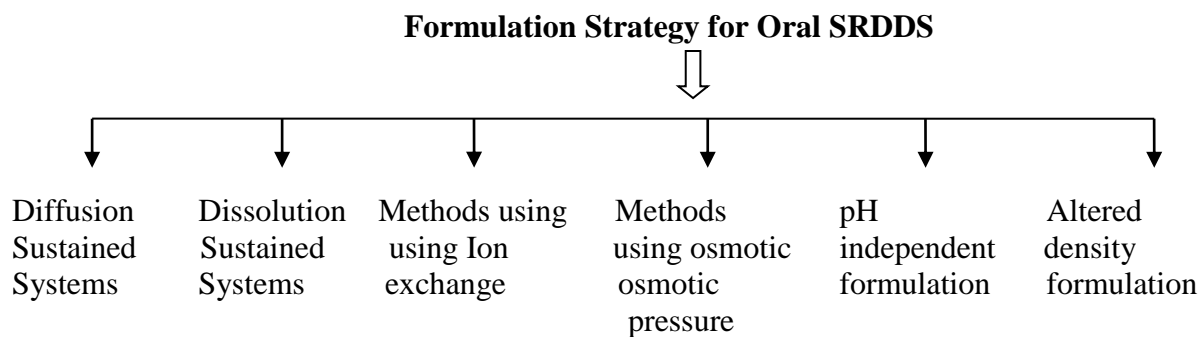 Formulation Strategy for Oral SRDDS
Diffusion
Sustained
Systems
Dissolution
Sustained
Systems
Methods using
using Ion
exchange
Methods
using osmotic
osmotic
pressure
pH
independent
formulation
Altered
density
formulation